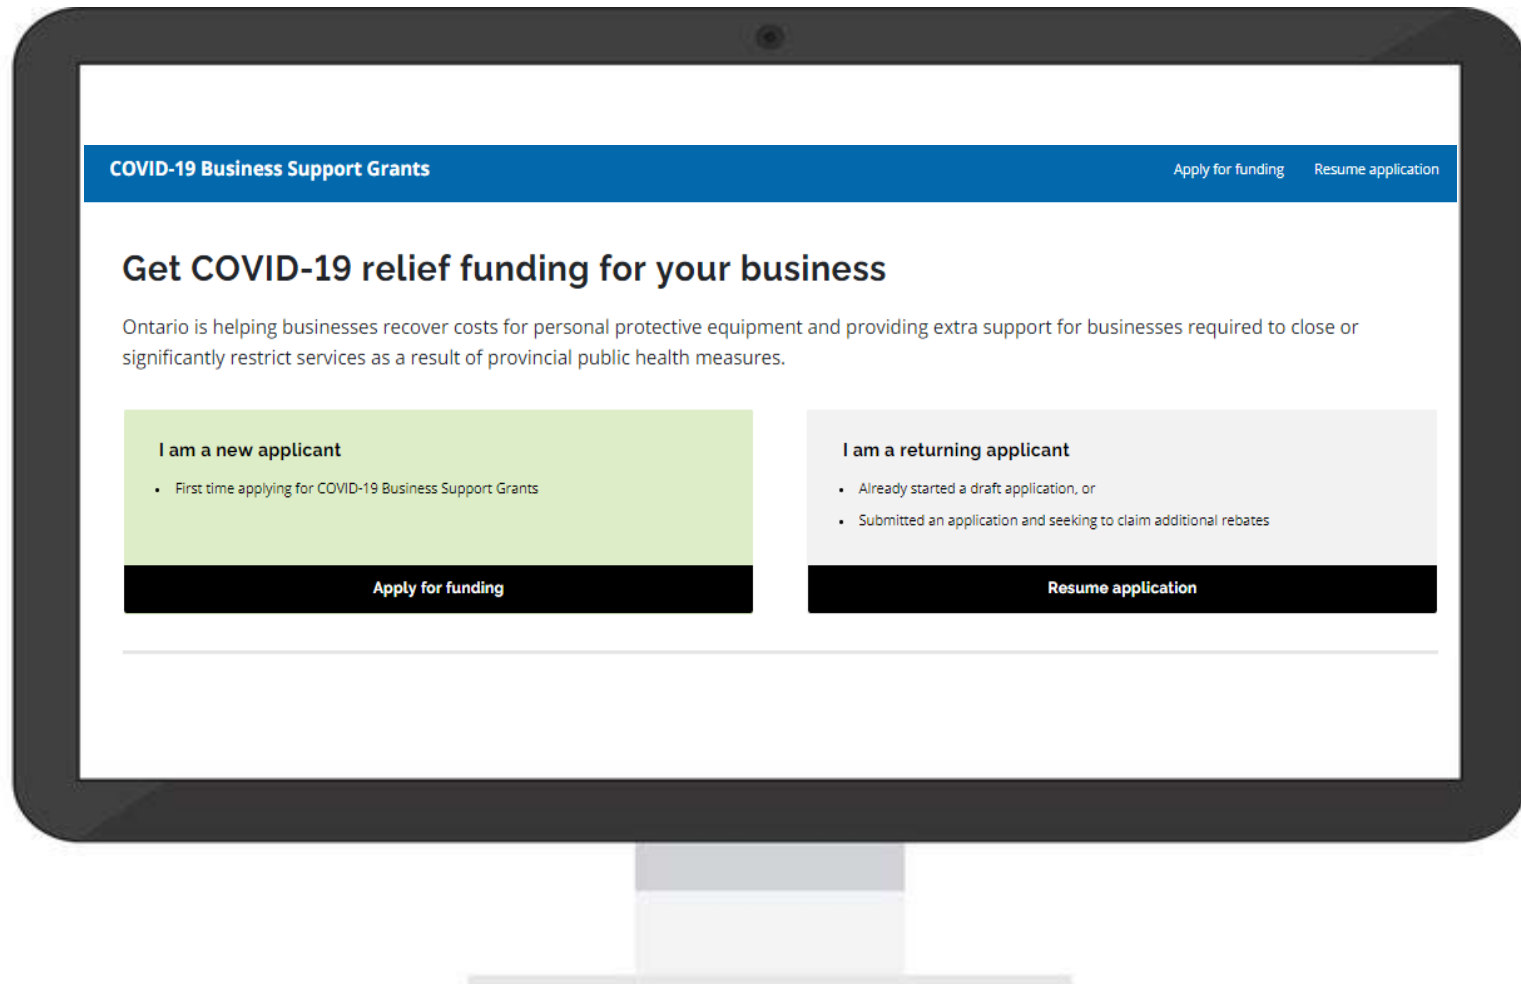 COVID-19 Business Support Grants
Apply for funding
Resume application
Get COVID-19 relief funding for your business
Ontario is helping businesses recover costs for personal protective equipment and providing extra support for businesses required to close or
significantly restrict services as a result of provincial public health measures.
I am a new applicant
• First time applying for COVID-19 Business Support Grants
Apply for funding
I am a returning applicant
• Already started a draft application, or
• Submitted an application and seeking to claim additional rebates
Resume application